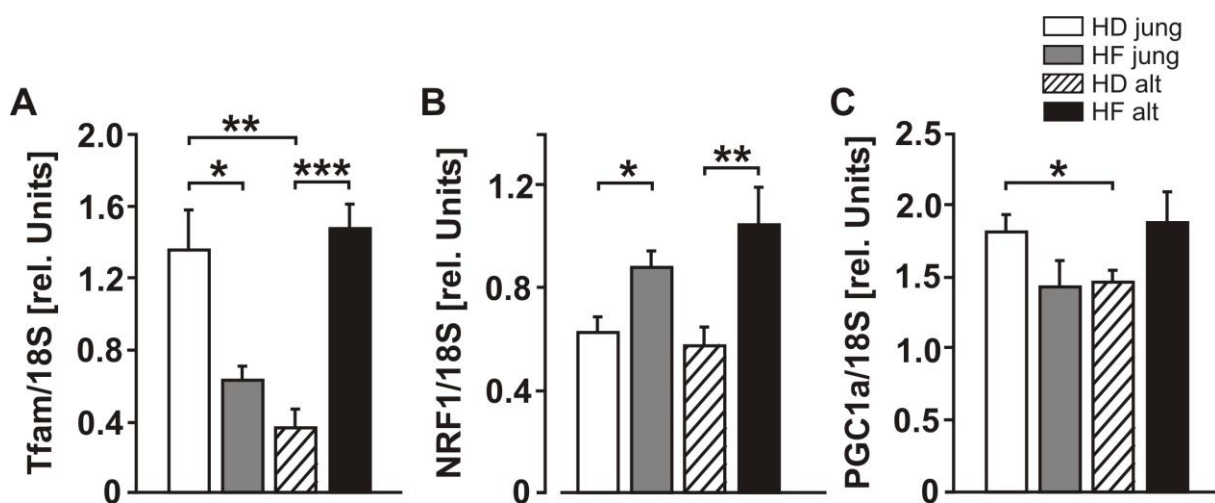 HD jung
HF jung
HD alt
HF alt
A
Tfam/18S [rel. Units]
2.0
1.6
1.2
0.8
0.4
0
**
*
***
B
NRF1/18S [rel. Units]
1.2
0.8
0.4
0
*
**
C
PGC1a/18S [rel. Units]
2.5
2.0
1.5
1.0
0.5
0
*